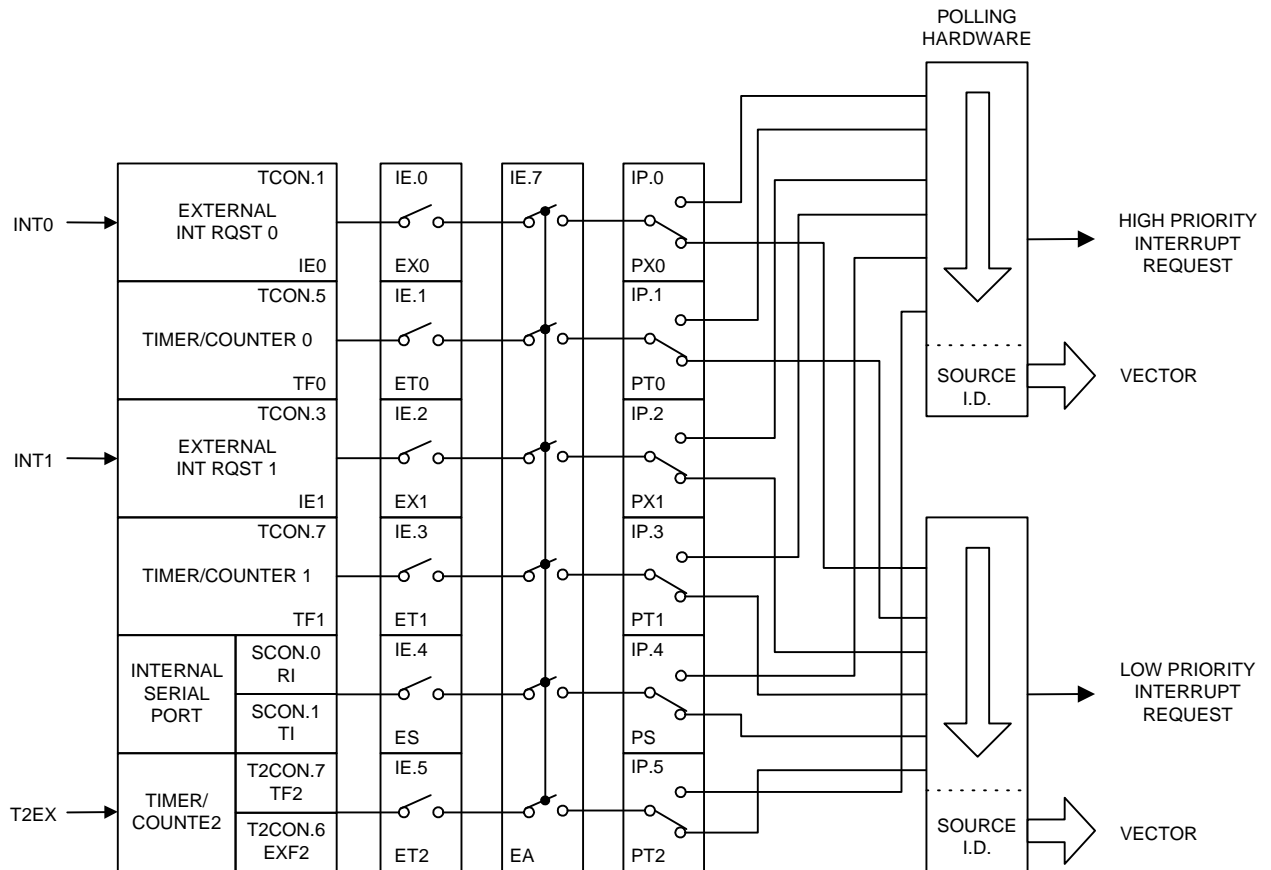 POLLING
HARDWARE
TCON.1
IE.0
IE.7
IP.0
INT0
EXTERNAL
INT RQST 0
IE0
EX0
PX0
HIGH PRIORITY
INTERRUPT
REQUEST
TCON.5
IE.1
IP.1
TIMER/COUNTER 0
TF0
ET0
PT0
SOURCE
I.D.
VECTOR
TCON.3
IE.2
IP.2
INT1
EXTERNAL
INT RQST 1
IE1
EX1
PX1
TCON.7
IE.3
IP.3
TIMER/COUNTER 1
TF1
ET1
PT1
INTERNAL
SERIAL
PORT
SCON.0
RI
SCON.1
TI
IE.4
ES
IP.4
PS
LOW PRIORITY
INTERRUPT
REQUEST
T2EX
TIMER/
COUNTE2
T2CON.7
TF2
T2CON.6
EXF2
IE.5
ET2
EA
IP.5
PT2
SOURCE
I.D.
VECTOR